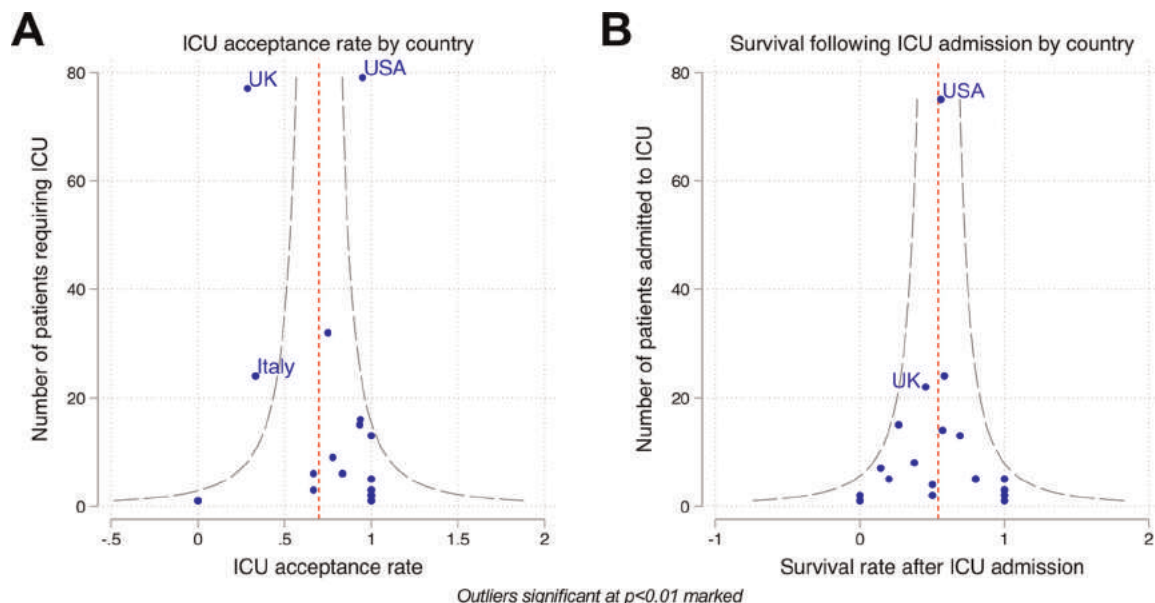 A
ICU acceptance rate by country
Number of patients requiring ICU
80
60
40
20
0
UK
USA
Italy
-.5
0
.5
1
1.5
2
ICU acceptance rate
B
Survival following ICU admission by country
Number of patients admitted to ICU
80
60
40
20
0
USA
UK
-1
0
1
2
Survival rate after ICU admission
Outliers significant at p<0.01 marked